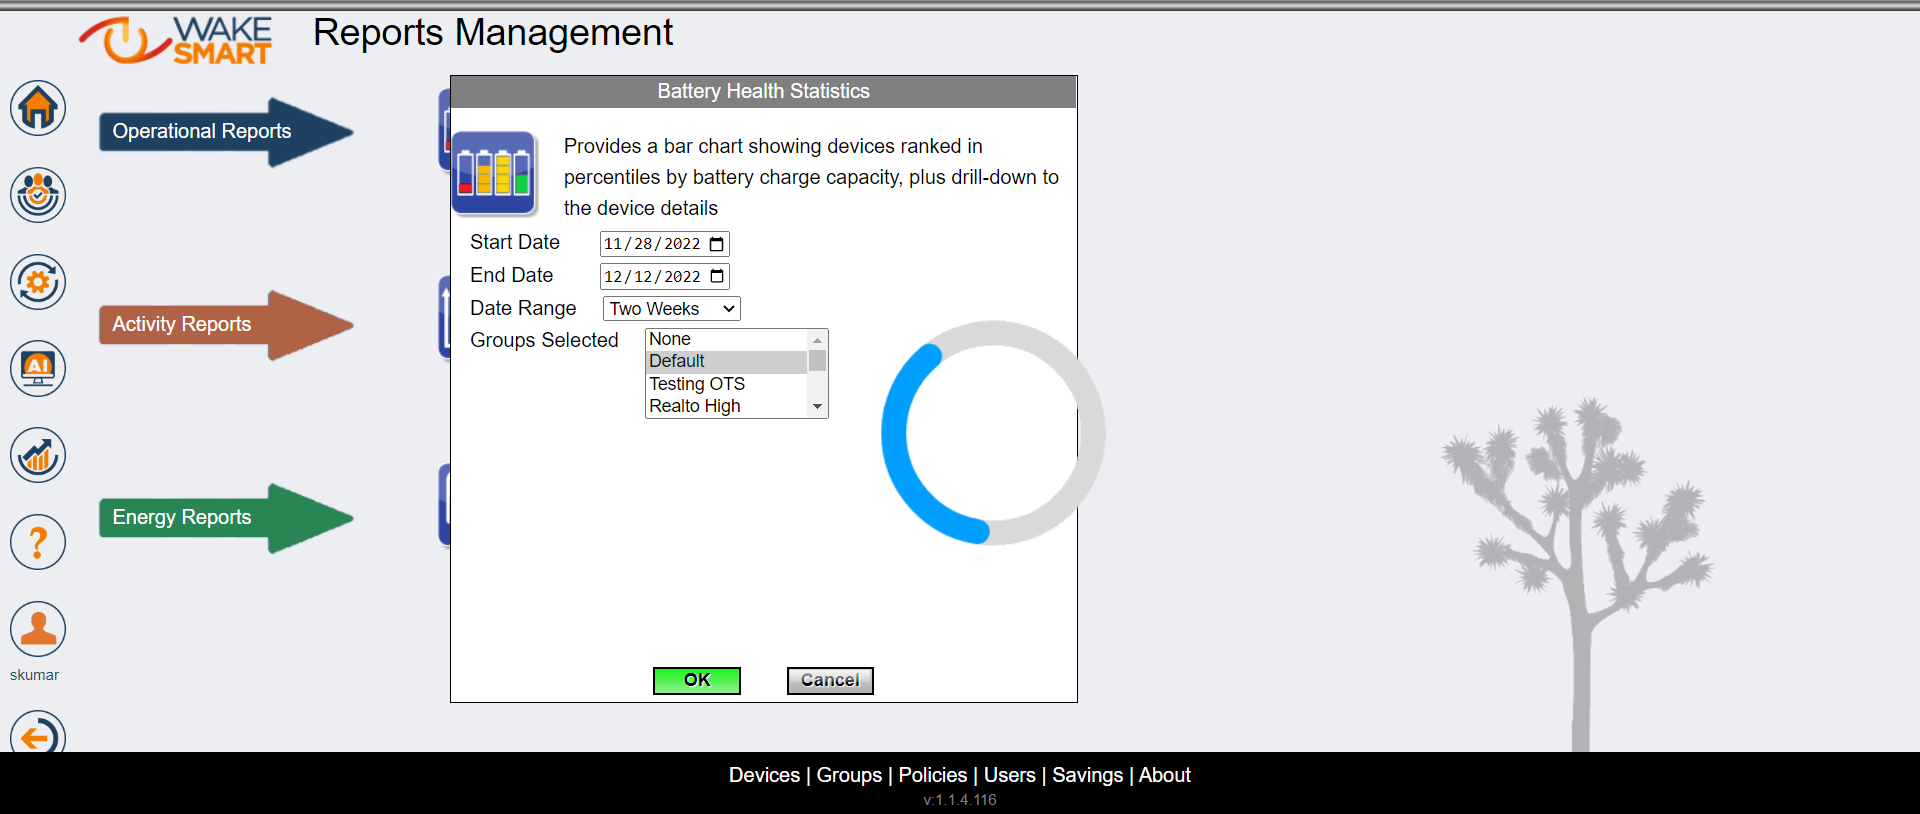 WAKE
SMART
Reports Management
Battery Health Statistics
Operational Reports
Provides a bar chart showing devices ranked in
percentiles by battery charge capacity, plus drill-down to
the device details
Start Date 11/28/2022
End Date 12/12/2022
Date Range Two Weeks
Groups Selected
None
Default
Testing OTS
Realto High
Activity Reports
AI
Energy Reports
?
skumar
OK
Cancel
Devices | Groups | Policies | Users | Savings | About
v:1.1.4.116